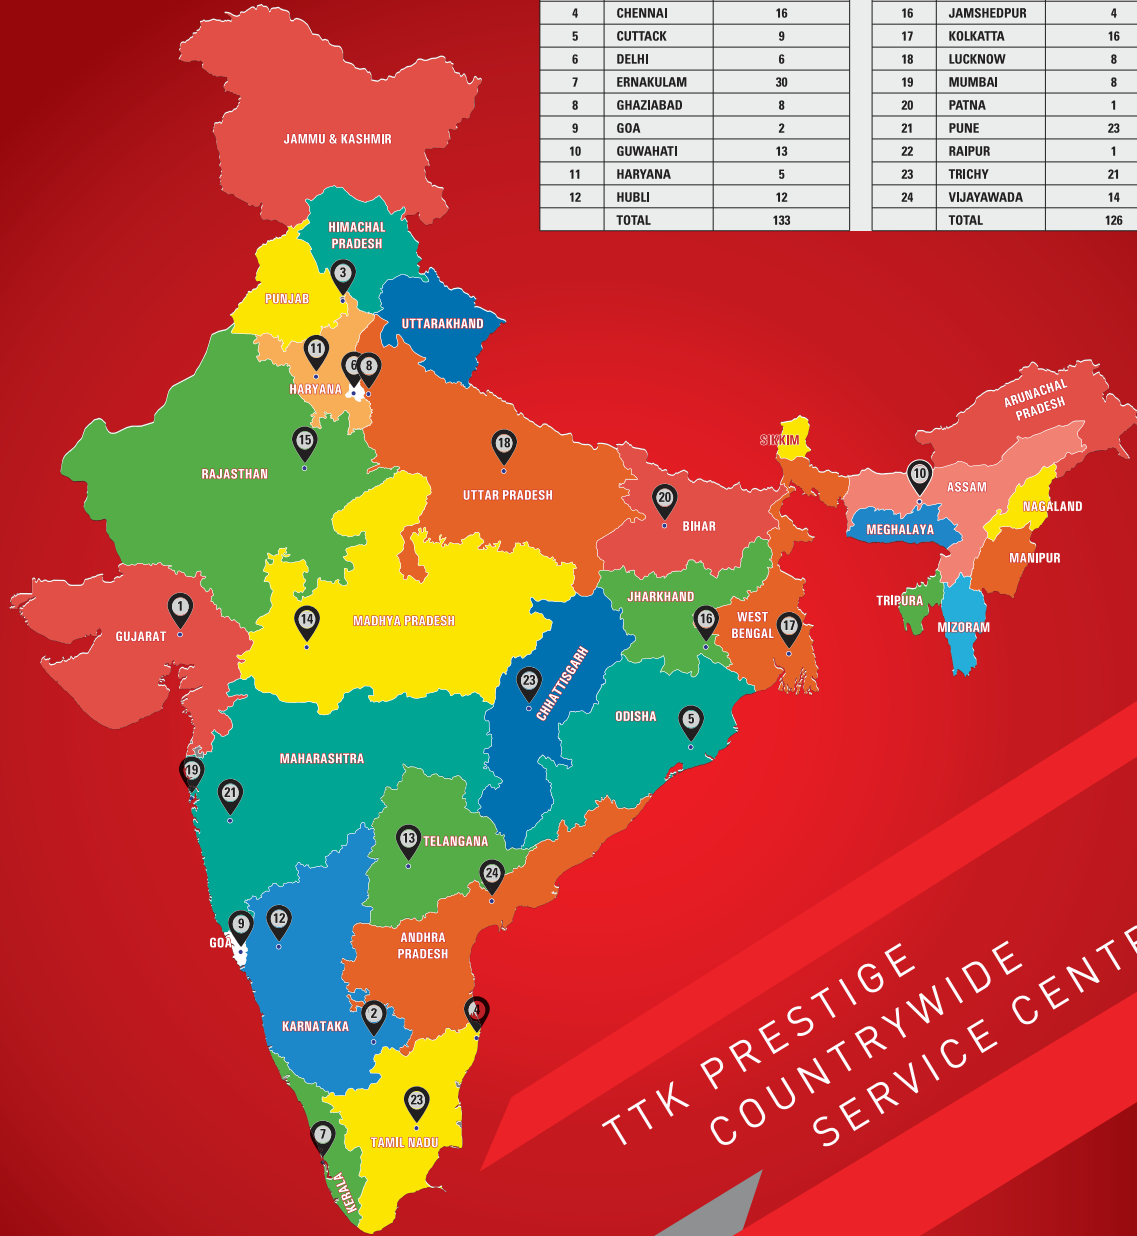 4 CHENNAI 16
5 CUTTACK 9
6 DELHI 6
7 ERNAKULAM 30
8 GHAZIABAD 8
9 GOA 2
10 GUWAHATI 13
11 HARYANA 5
12 HUBLI 12
TOTAL 133
16 JAMSHEDPUR 4
17 KOLKATTA 16
18 LUCKNOW 8
19 MUMBAI 8
20 PATNA 1
21 PUNE 23
22 RAIPUR 1
23 TRICHY 21
24 VIJAYAWADA 14
TOTAL 126
JAMMU & KASHMIR
HIMACHAL
PRADESH
3
PUNJAB
UTTARAKHAND
11
6
8
HARYANA
ARUNACHAL
PRADESH
15
18
SIKKIM
RAJASTHAN
10
ASSAM
UTTAR PRADESH
20
BIHAR
NAGALAND
MEGHALAYA
MANIPUR
JHARKHAND
TRIPURA
1
GUJARAT
14
MADHYA PRADESH
16
WEST
BENGAL
17
MIZORAM
23
CHHATTISGARH
ODISHA
5
MAHARASHTRA
19
21
13
TELANGANA
24
9
GOA
12
ANDHRA
PRADESH
KARNATAKA
2
4
23
TAMIL NADU
7
KERALA
TTK PRESTIGE
COUNTRYWIDE
SERVICE CENT